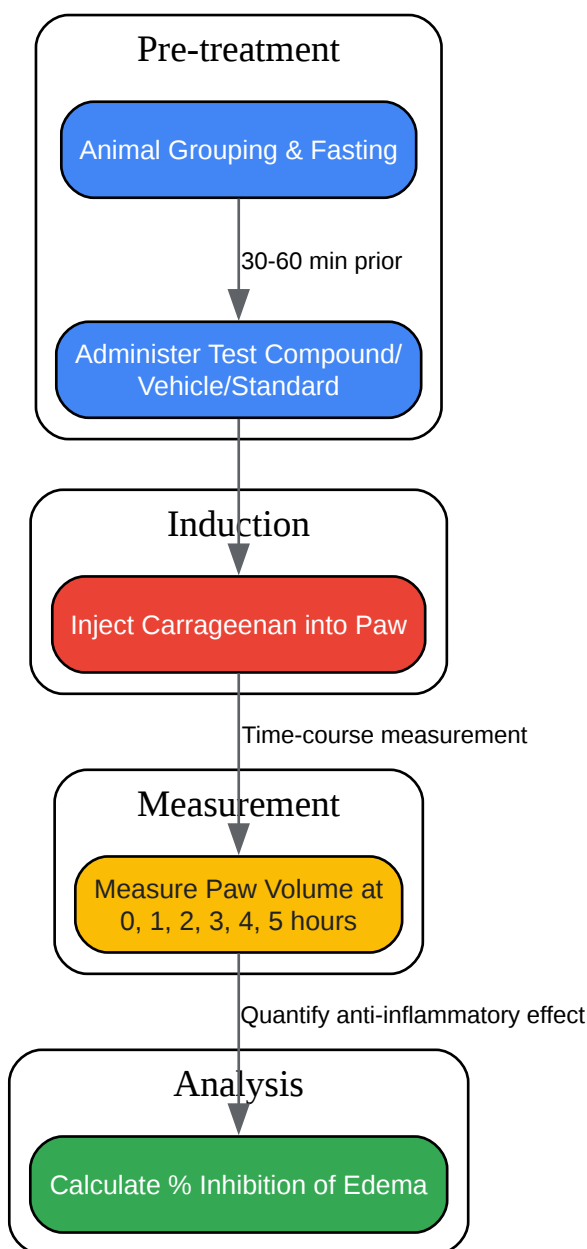 Pre-treatment
Animal Grouping & Fasting
30-60 min prior
Administer Test Compound/
Vehicle/Standard
Induction
Inject Carrageenan into Paw
Time-course measurement
Measurement
Measure Paw Volume at
0, 1, 2, 3, 4, 5 hours
Quantify anti-inflammatory effect
Analysis
Calculate % Inhibition of Edema